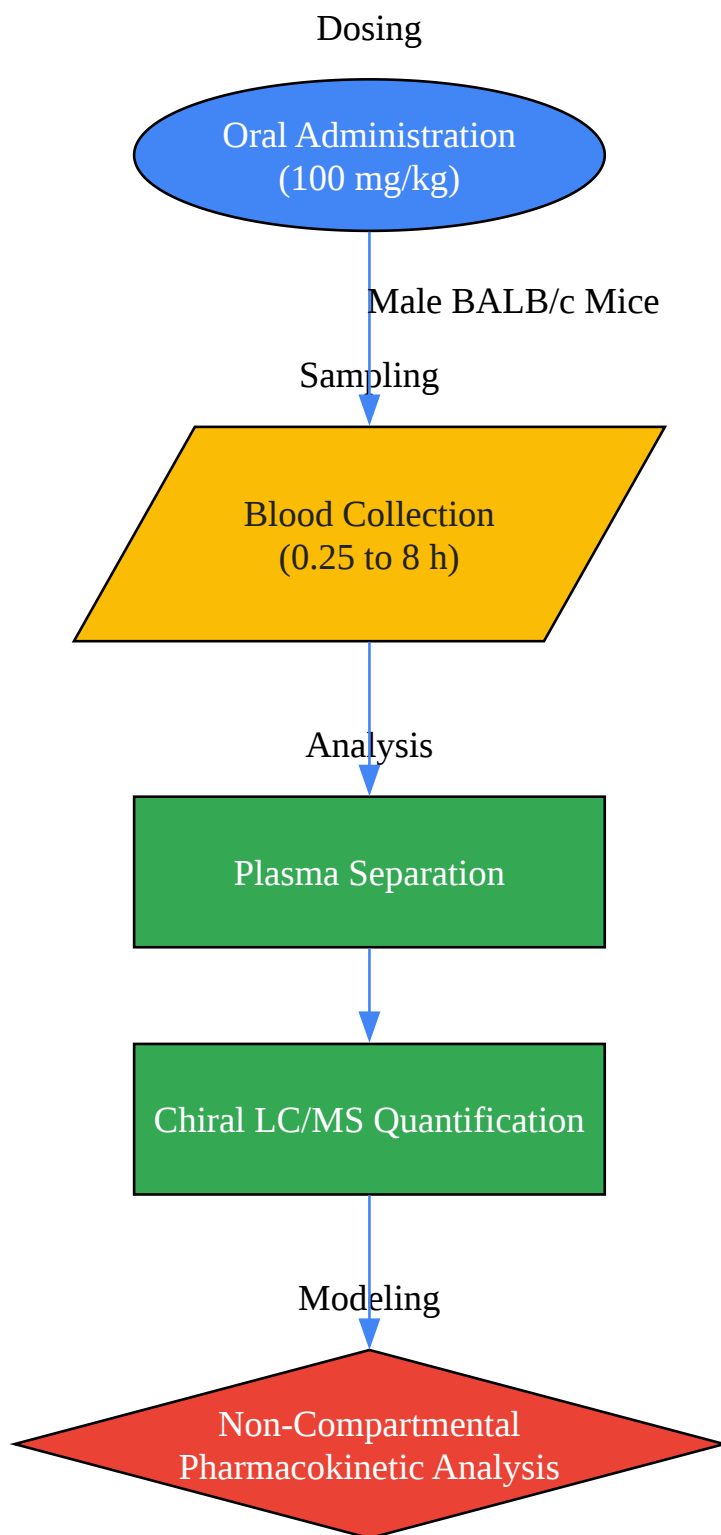 Dosing
Oral Administration
(100 mg/kg)
Male BALB/c Mice
Sampling
Blood Collection
(0.25 to 8 h)
Analysis
Plasma Separation
Chiral LC/MS Quantification
Modeling
Non-Compartmental
Pharmacokinetic Analysis